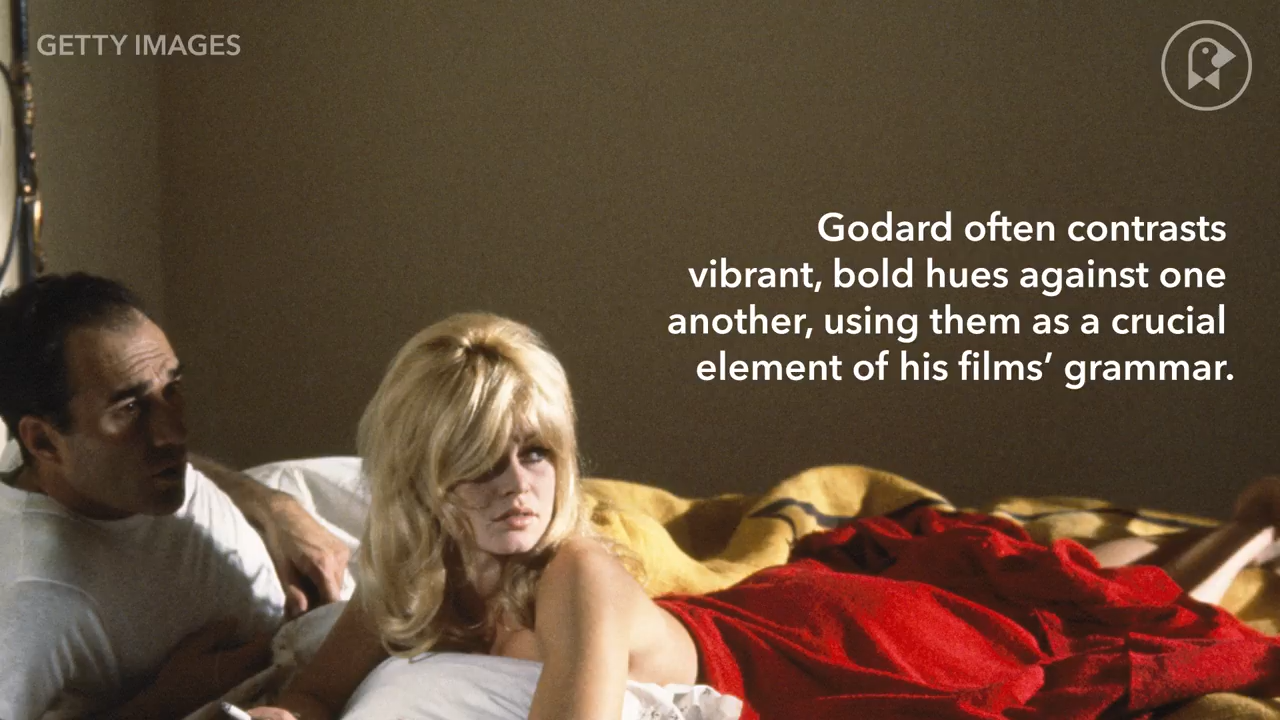 GETTY IMAGES
Godard often contrasts
vibrant, bold hues against one
another, using them as a crucial
element of his films’ grammar.